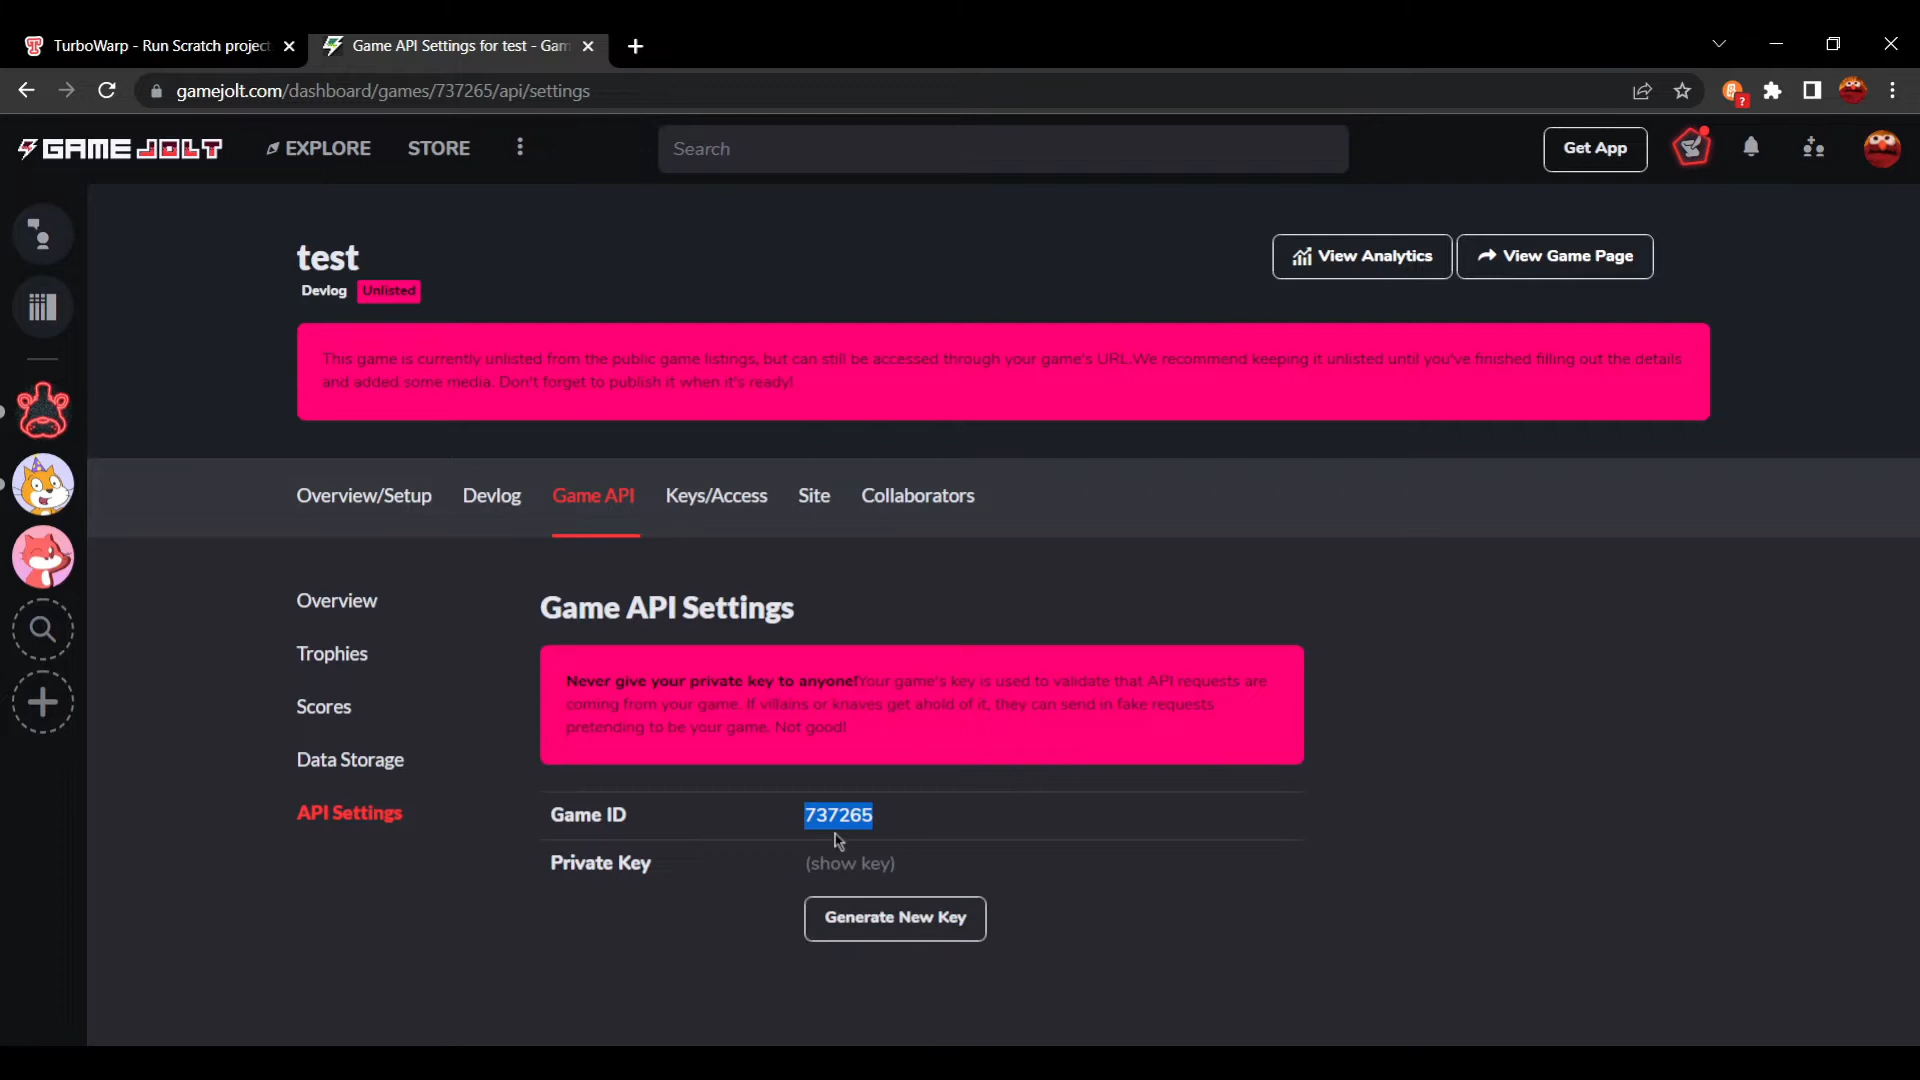 TurboWarp - Run Scratch project
Game API Settings for test - Gam
gamejolt.com/dashboard/games/737265/api/settings
?
GAME JOLT
EXPLORE
STORE
Search
Get App
test
Devlog
Unlisted
View Analytics
View Game Page
This game is currently unlisted from the public game listings, but can still be accessed through your game's URL.We recommend keeping it unlisted until you've finished filling out the details
and added some media. Don't forget to publish it when it's ready!
Overview/Setup
Devlog
Game API
Keys/Access
Site
Collaborators
Overview
Trophies
Scores
Data Storage
API Settings
Game API Settings
Never give your private key to anyone!Your game's key is used to validate that API requests are
coming from your game. If villains or knaves get ahold of it, they can send in fake requests
pretending to be your game. Not good!
Game ID
737265
Private Key
(show key)
Generate New Key